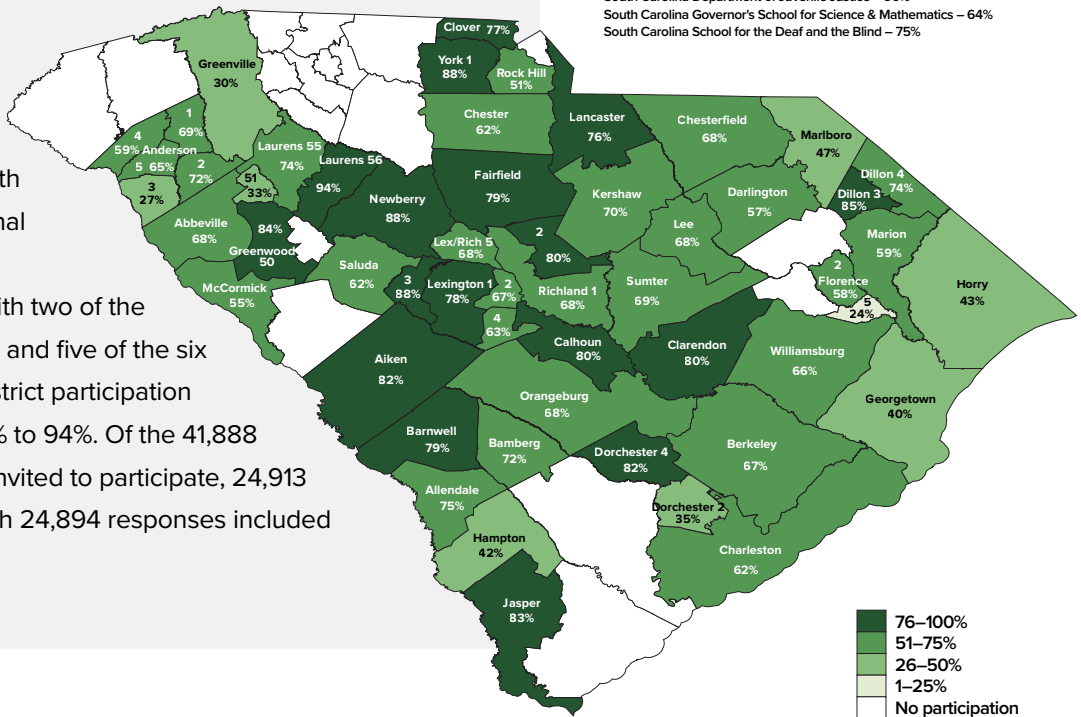 South Carolina Governor's School for Science & Mathematics – 64%
South Carolina School for the Deaf and the Blind – 75%
Clover 77%
York 1
88%
Rock Hill
51%
Greenville
30%
Chester
62%
Lancaster
76%
Chesterfield
68%
Marlboro
47%
1
69%
4
59%
Anderson
5 65%
2
72%
3
27%
Laurens 55
74%
Laurens 56
94%
51
33%
Fairfield
79%
Kershaw
70%
Darlington
57%
Dillon 4
74%
Dillon 3
85%
Newberry
88%
Abbeville
68%
84%
Greenwood
50
Lex/Rich 5
68%
2
80%
Lee
68%
Marion
59%
McCormick
55%
Saluda
62%
3
88%
Lexington 1
78%
2
67%
4
63%
Richland 1
68%
Sumter
69%
2
Florence
58%
5
24%
Horry
43%
Aiken
82%
Calhoun
80%
Clarendon
80%
Williamsburg
66%
Georgetown
40%
Orangeburg
68%
Barnwell
79%
Bamberg
72%
Dorchester 4
82%
Berkeley
67%
Allendale
75%
Dorchester 2
35%
Hampton
42%
Charleston
62%
Jasper
83%
th
nal
ith two of the
and five of the six
strict participation
% to 94%. Of the 41,888
nvited to participate, 24,913
h 24,894 responses included
76–100%
51–75%
26–50%
1–25%
No participation